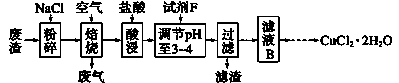 NaCl 空气 盐酸 试剂F
废渣 粉碎 焙烧 酸浸 调节pH至3~4 过滤 滤液B CuCl₂·2H₂O
废气 滤渣